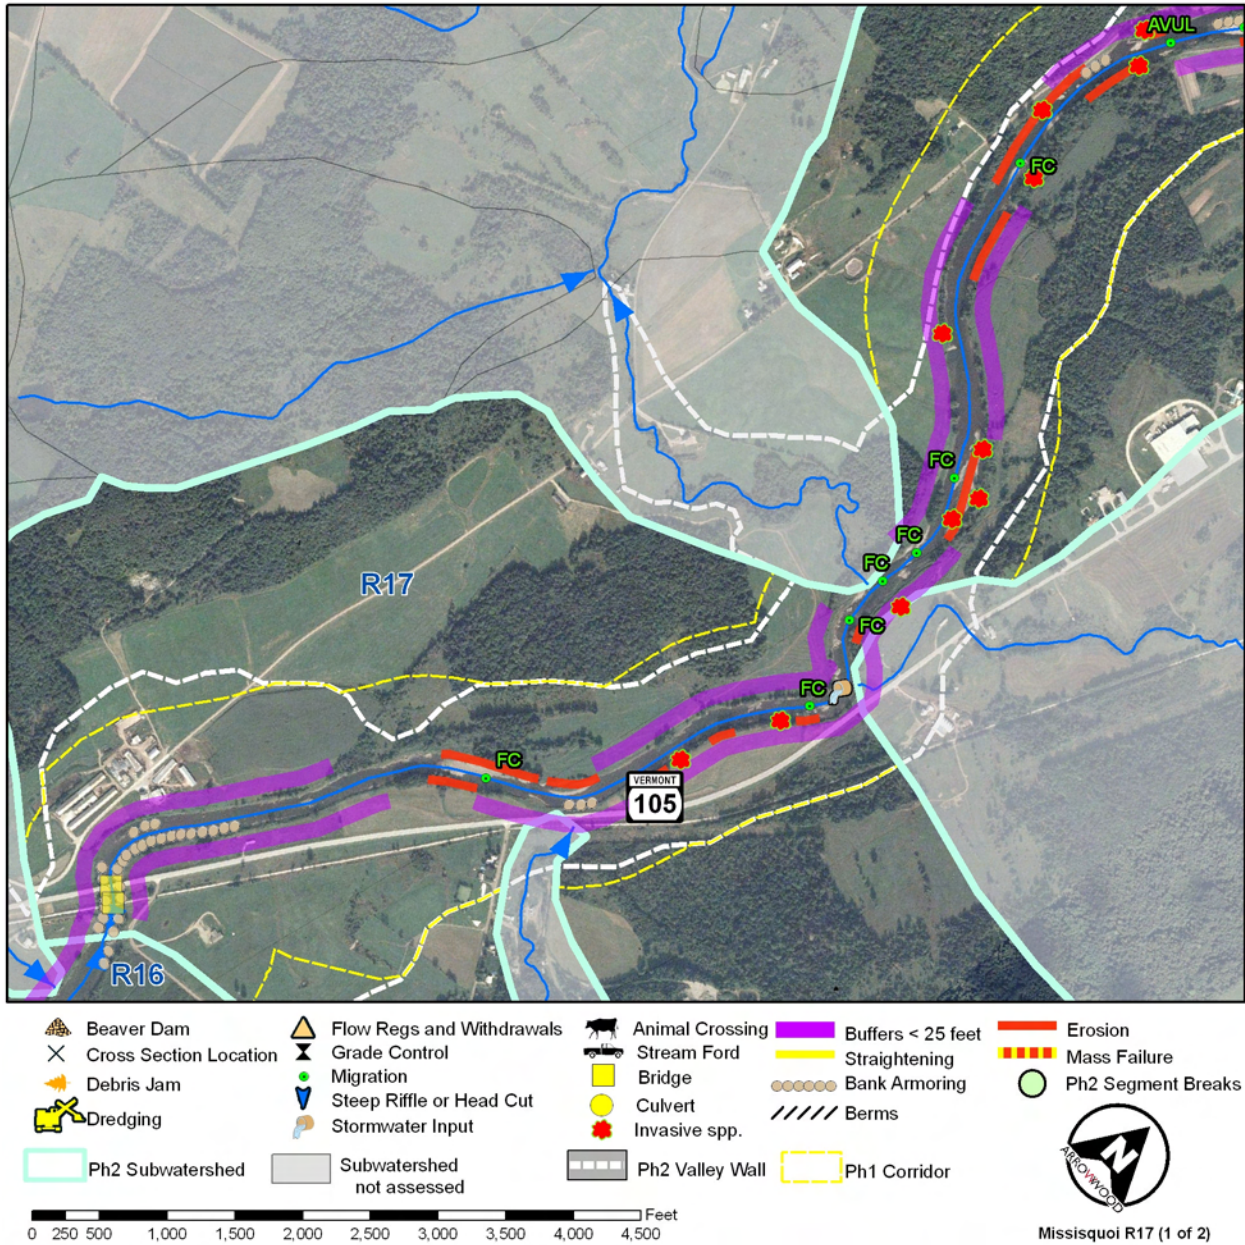 AVUL
FC
FC
FC
FC
R17
FC
FC
FC
VERMONT
105
R16
Beaver Dam
Cross Section Location
Debris Jam
Dredging
Flow Regs and Withdrawals
Grade Control
Migration
Steep Riffle or Head Cut
Stormwater Input
Animal Crossing
Stream Ford
Bridge
Culvert
Invasive spp.
Buffers < 25 feet
Straightening
Bank Armoring
Berms
Erosion
Mass Failure
Ph2 Segment Breaks
Ph2 Subwatershed
Subwatershed
not assessed
Ph2 Valley Wall
Ph1 Corridor
N
ARROWWOOD
Feet
0 250 500 1,000 1,500 2,000 2,500 3,000 3,500 4,000 4,500
Missisquoi R17 (1 of 2)